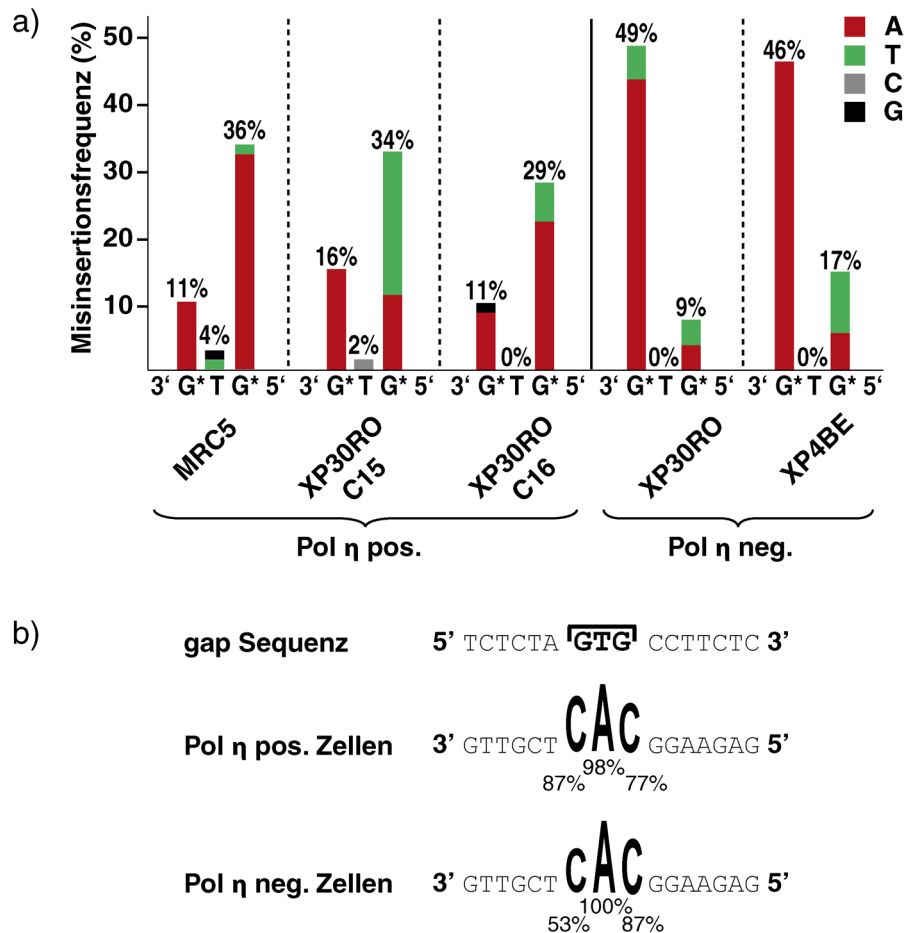 a)
Misinsertionsfrequenz (%)
50
40
30
20
10
A
T
C
G
11%
4%
36%
16%
2%
34%
11%
0%
29%
49%
0%
9%
46%
0%
17%
3‘ G* T G* 5‘
G* T G*
3‘ G* T G* 5‘
3‘ G* T G* 5‘
3‘ G* T G* 5‘
MRC5
XP30RO
C15
XP30RO
C16
XP30RO
XP4BE
Pol η pos.
Pol η neg.
b)
gap Sequenz 5’ TCTCTA GTG CCTTCTC 3’
Pol η pos. Zellen 3’ GTTGCT CAC GGAAGAG 5’
87% 98% 77%
Pol η neg. Zellen 3’ GTTGCT CAC GGAAGAG 5’
53% 100% 87%